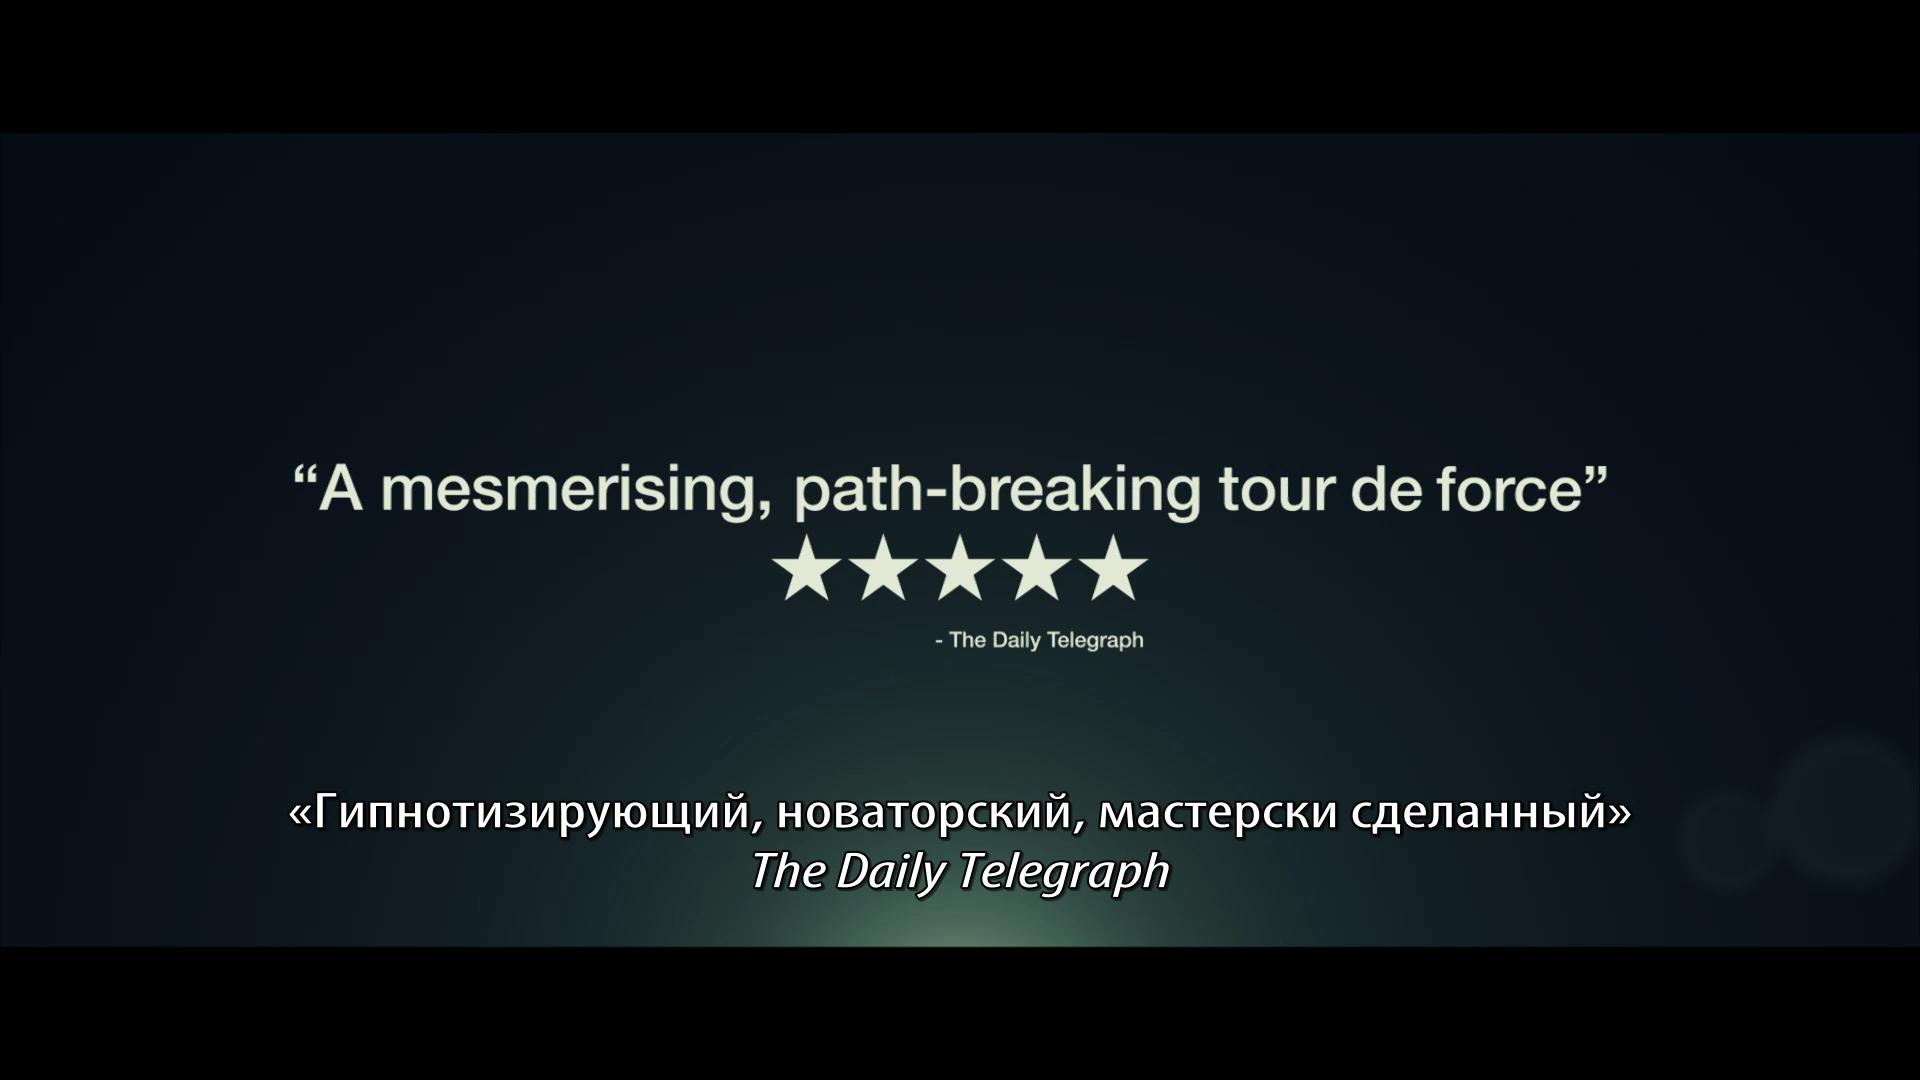 “A mesmerising, path-breaking tour de force”
★★★★★
- The Daily Telegraph
«Гипнотизирующий, новаторский, мастерски сделанный»
The Daily Telegraph